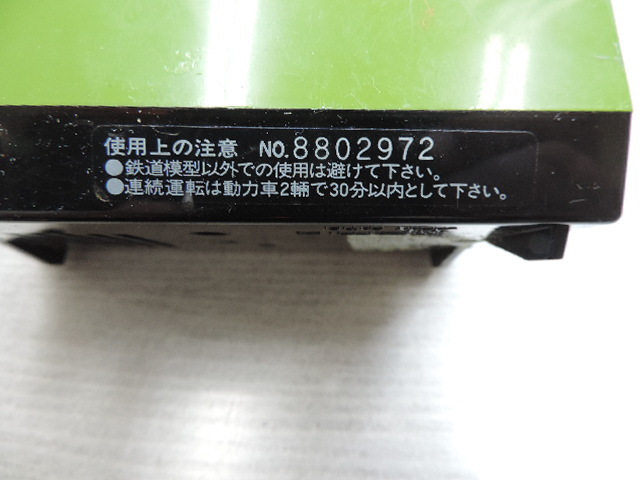 使用上の注意 NO.8802972
●鉄道模型以外での使用は避けて下さい。
●連続運転は動力車2輛で30分以内として下さい。